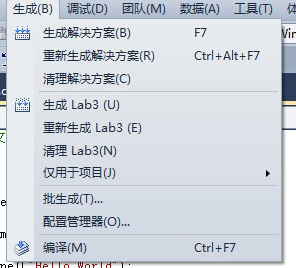 生成(B) 调试(D) 团队(M) 数据(A) 工具(T)
生成解决方案(B) F7
重新生成解决方案(R) Ctrl+Alt+F7
清理解决方案(C)
生成 Lab3 (U)
重新生成 Lab3 (E)
清理 Lab3(N)
仅用于项目(J)
批生成(T)...
配置管理器(O)...
编译(M) Ctrl+F7
"Hello World");